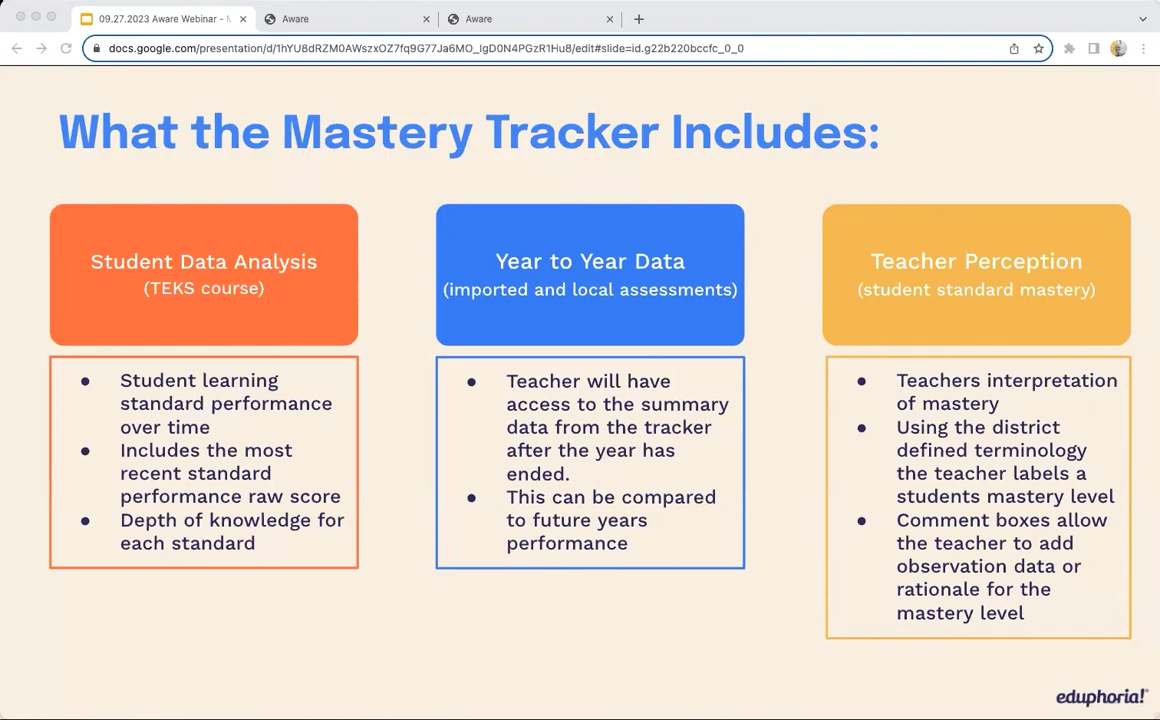 09.27.2023 Aware Webinar -
Aware
Aware
docs.google.com/presentation/d/1hYU8dRZM0AWszxOZ7fq9G77Ja6MO_IgD0N4PGzR1Hu8/edit#slide=id.g22b220bccfc_0_0
What the Mastery Tracker Includes:
Student Data Analysis
(TEKS course)
● Student learning
standard performance
over time
● Includes the most
recent standard
performance raw score
● Depth of knowledge for
each standard
Year to Year Data
(imported and local assessments)
● Teacher will have
access to the summary
data from the tracker
after the year has
ended.
● This can be compared
to future years
performance
Teacher Perception
(student standard mastery)
● Teachers interpretation
of mastery
● Using the district
defined terminology
the teacher labels a
students mastery level
● Comment boxes allow
the teacher to add
observation data or
rationale for the
mastery level
eduphoria!